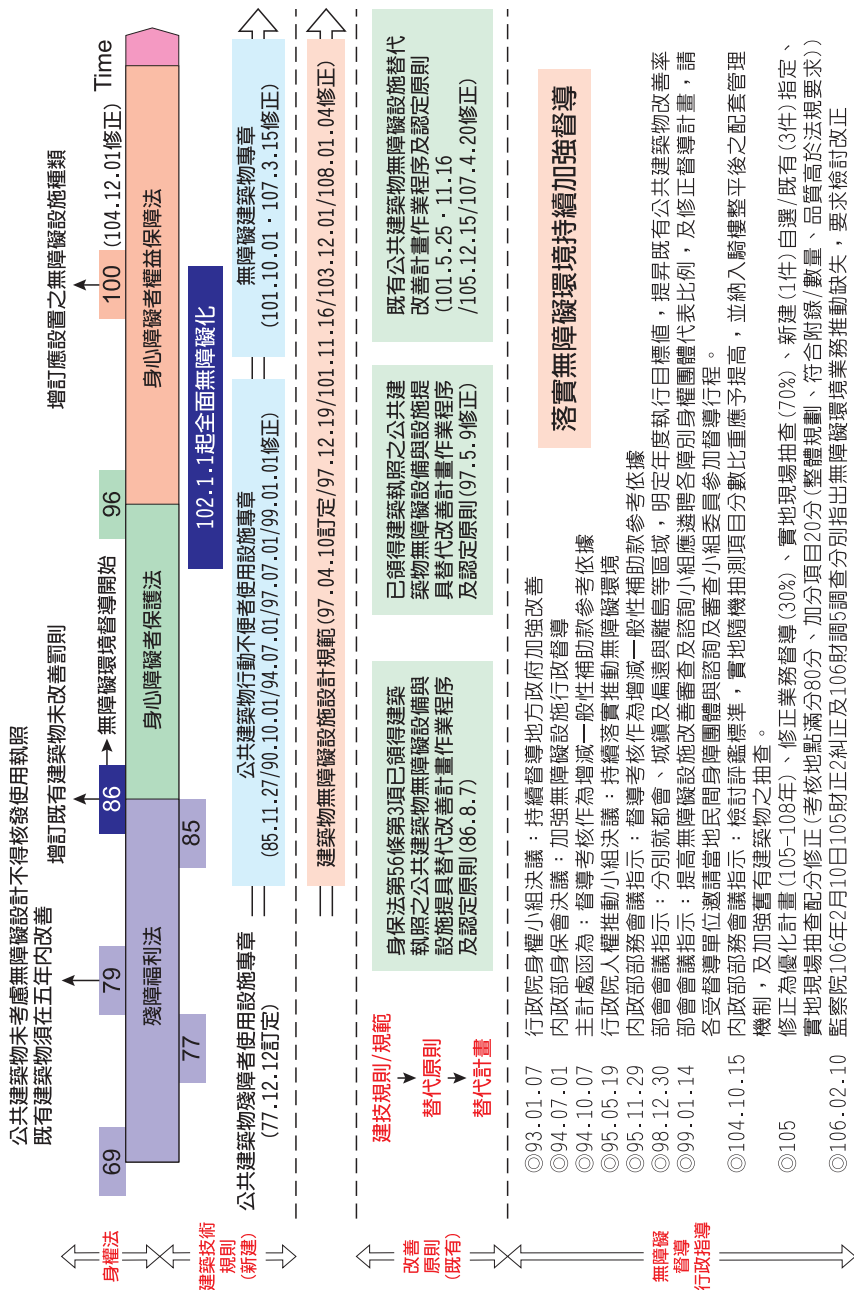 公共建築物未考慮無障礙設計不得核發使用執照
既有建築物須在五年內改善
增訂既有建築物未改善罰則
增訂應設置之無障礙設施種類
身權法
69
79
86
無障礙環境督導開始
96
100
(104.12.01修正)
Time
殘障福利法
身心障礙者保護法
身心障礙者權益保障法
77
85
102.1.1起全面無障礙化
建築技術
規則
(新建)
公共建築物殘障者使用設施專章
(77.12.12訂定)
公共建築物行動不便者使用設施專章
(85.11.27/90.10.01/94.07.01/97.07.01/99.01.01修正)
無障礙建築物專章
(101.10.01‧107.3.15修正)
建築物無障礙設施設計規範(97.04.10訂定/97.12.19/101.11.16/103.12.01/108.01.04修正)
改善
原則
(既有)
建技規則/規範
替代原則
替代計畫
身保法第56條第3項已領得建築
執照之公共建築物無障礙設備與
設施提具替代改善計畫作業程序
及認定原則(86.8.7)
已領得建築執照之公共建
築物無障礙設備與設施提
具替代改善計畫作業程序
及認定原則(97.5.9修正)
既有公共建築物無障礙設施替代
改善計畫作業程序及認定原則
(101.5.25‧11.16
/105.12.15/107.4.20修正)
落實無障礙環境持續加強督導
無障礙
督導
行政指導
◎93.01.07 行政院身權小組決議：持續督導地方政府加強改善
◎94.07.01 內政部身保會決議：加強無障礙設施行政督導
◎94.10.07 主計處函為：督導考核作為增減一般性補助款參考依據
◎95.05.19 行政院人權推動小組決議：持續落實推動無障礙環境
◎95.11.29 內政部部務會議指示：督導考核作為增減一般性補助款參考依據
◎98.12.30 部會會議指示：分別就都會、城鎮及偏遠與離島等區域，明定年度執行目標值，提昇既有公共建築物改善率
◎99.01.14 部會會議指示：提高無障礙設施改善審查及諮詢小組應遴聘各障別身權團體代表比例，及修正督導計畫，請
各受督導單位邀請當地民間身障團體與諮詢及審查小組委員參加督導行程。
◎104.10.15 內政部部務會議指示：檢討評鑑標準，實地隨機抽測項目分數比重應予提高，並納入騎樓整平後之配套管理
機制，及加強舊有建築物之抽查。
◎105 修正為優化計畫(105-108年)、修正業務督導(30%)、實地現場抽查(70%)、新建(1件)自選/既有(3件)指定、
實地現場抽查配分修正(考核地點滿分80分、加分項目20分(整體規劃、符合附錄/數量、品質高於法規要求))
◎106.02.10 監察院106年2月10日105財正2糾正及106財調5調查分別指出無障礙環境業務推動缺失，要求檢討改正